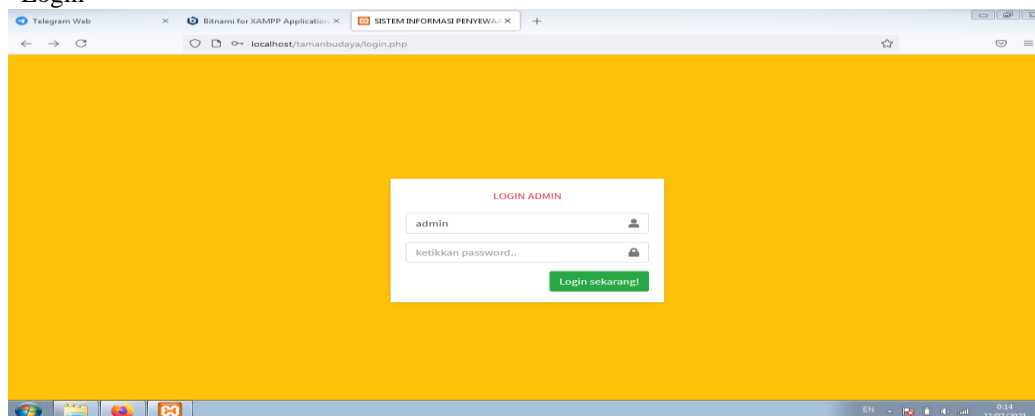 Login
Telegram Web
Bitnami for XAMPP Application
SISTEM INFORMASI PENYEWAA
localhost/tamanbudaya/login.php
LOGIN ADMIN
admin
ketikkan password..
Login sekarang!
EN
0:14